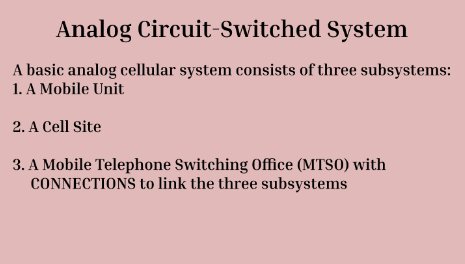 Analog Circuit-Switched System
A basic analog cellular system consists of three subsystems:
1. A Mobile Unit
2. A Cell Site
3. A Mobile Telephone Switching Office (MTSO) with
CONNECTIONS to link the three subsystems